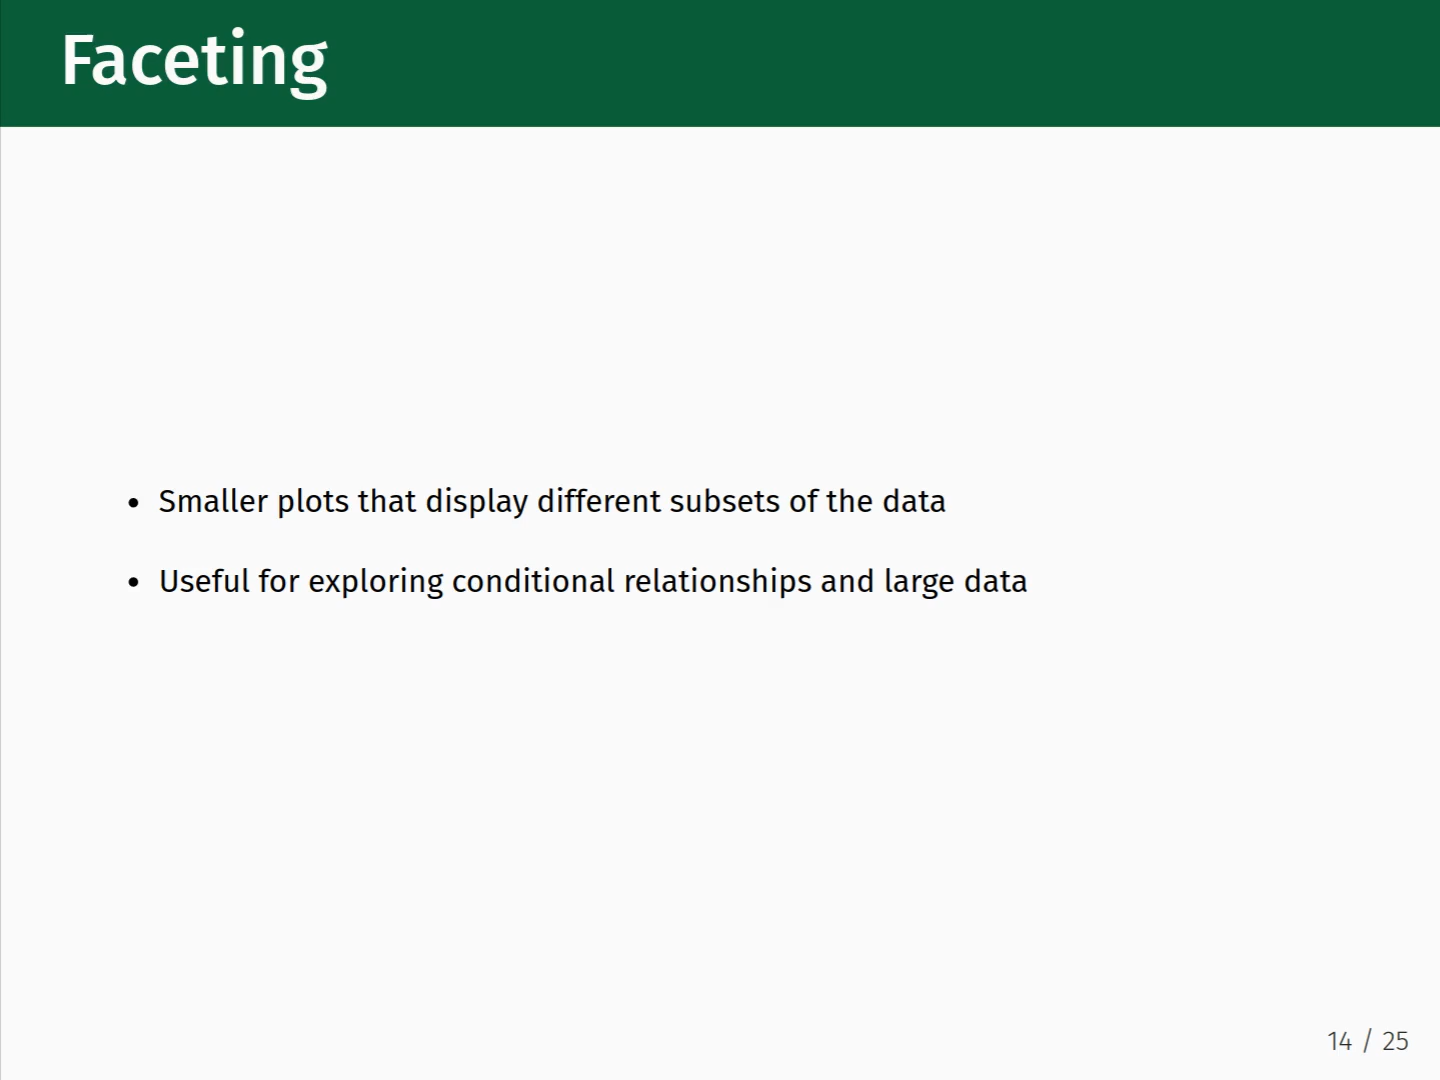 Faceting
• Smaller plots that display different subsets of the data
• Useful for exploring conditional relationships and large data
14 / 25